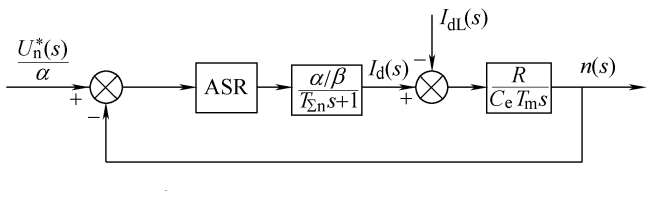 U*n(s)
α
+
−
ASR
α/β
TΣns+1
Id(s)
+
−
IdL(s)
R
CeTms
n(s)